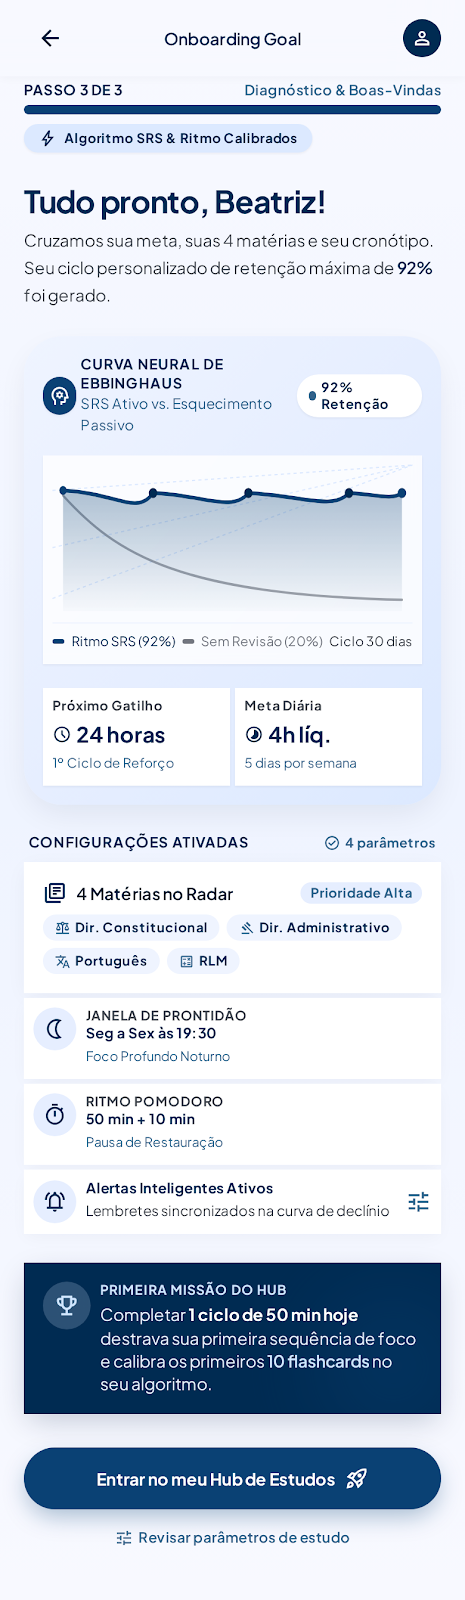 Onboarding Goal
PASSO 3 DE 3
Diagnóstico & Boas-Vindas
Algoritmo SRS & Ritmo Calibrados
Tudo pronto, Beatriz!
Cruzamos sua meta, suas 4 matérias e seu cronótipo.
Seu ciclo personalizado de retenção máxima de 92%
foi gerado.
CURVA NEURAL DE
EBBINGHAUS
SRS Ativo vs. Esquecimento
Passivo
92%
Retenção
Ritmo SRS (92%)
Sem Revisão (20%)
Ciclo 30 dias
Próximo Gatilho
24 horas
1º Ciclo de Reforço
Meta Diária
4h líq.
5 dias por semana
CONFIGURAÇÕES ATIVADAS
4 parâmetros
4 Matérias no Radar
Prioridade Alta
Dir. Constitucional
Dir. Administrativo
Português
RLM
JANELA DE PRONTIDÃO
Seg a Sex às 19:30
Foco Profundo Noturno
RITMO POMODORO
50 min + 10 min
Pausa de Restauração
Alertas Inteligentes Ativos
Lembretes sincronizados na curva de declínio
PRIMEIRA MISSÃO DO HUB
Completar 1 ciclo de 50 min hoje
destrava sua primeira sequência de foco
e calibra os primeiros 10 flashcards no
seu algoritmo.
Entrar no meu Hub de Estudos
Revisar parâmetros de estudo